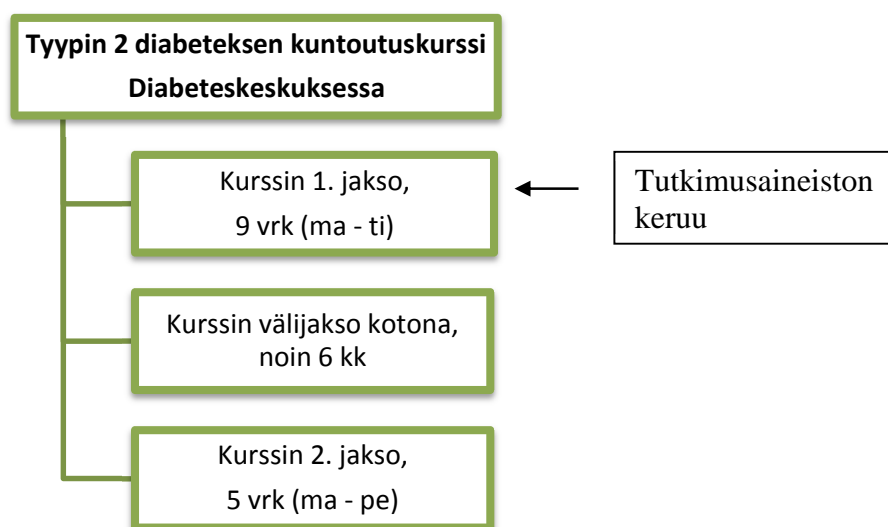 Tyypin 2 diabeteksen kuntoutuskurssi
Diabeteskeskuksessa
Kurssin 1. jakso,
9 vrk (ma - ti)
Tutkimusaineiston
keruu
Kurssin välijakso kotona,
noin 6 kk
Kurssin 2. jakso,
5 vrk (ma - pe)